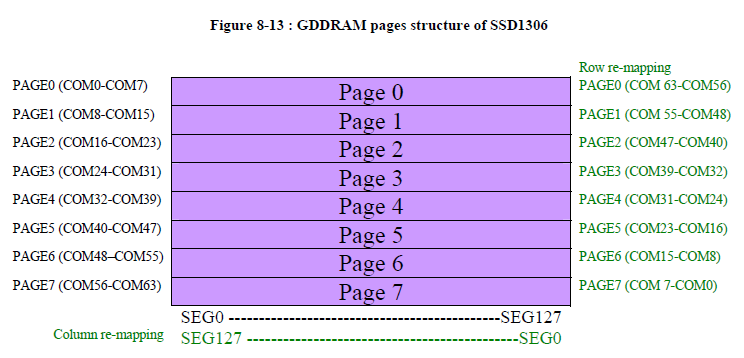 Figure 8-13 : GDDRAM pages structure of SSD1306
Row re-mapping
PAGE0 (COM0-COM7) Page 0 PAGE0 (COM 63-COM56)
PAGE1 (COM8-COM15) Page 1 PAGE1 (COM 55-COM48)
PAGE2 (COM16-COM23) Page 2 PAGE2 (COM47-COM40)
PAGE3 (COM24-COM31) Page 3 PAGE3 (COM39-COM32)
PAGE4 (COM32-COM39) Page 4 PAGE4 (COM31-COM24)
PAGE5 (COM40-COM47) Page 5 PAGE5 (COM23-COM16)
PAGE6 (COM48–COM55) Page 6 PAGE6 (COM15-COM8)
PAGE7 (COM56-COM63) Page 7 PAGE7 (COM 7-COM0)
SEG0 ---------------------------------------------SEG127
Column re-mapping SEG127 ---------------------------------------------SEG0